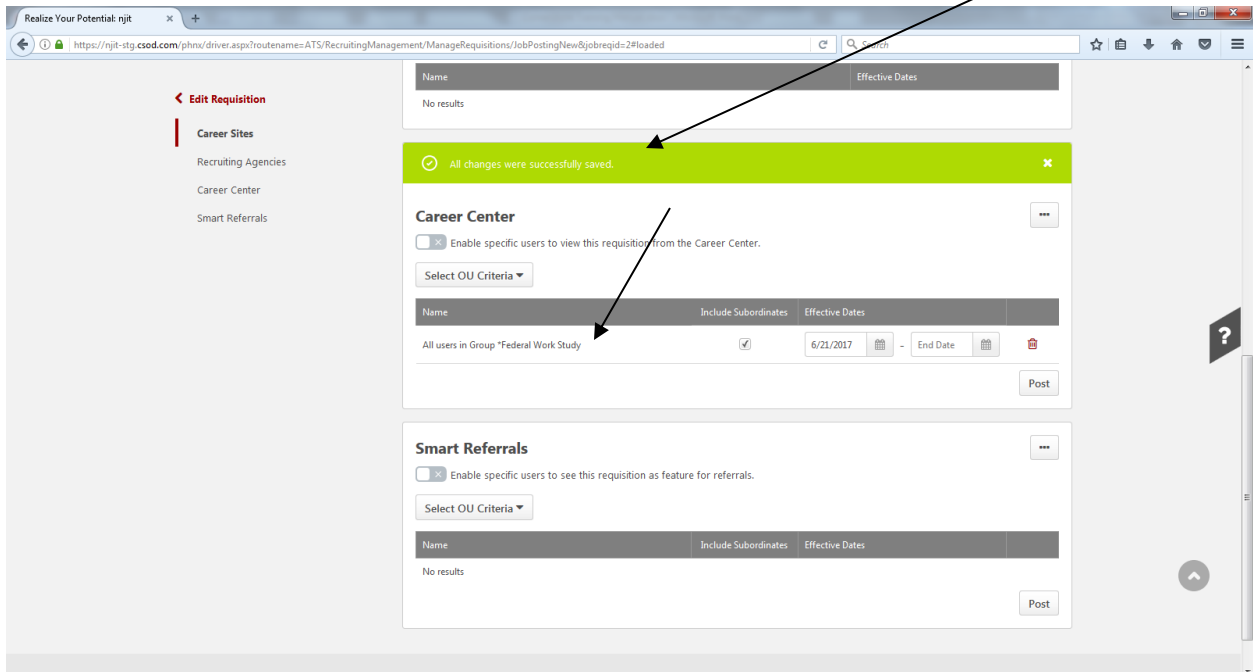 Realize Your Potential: njit × +
https://njit-stg.csod.com/phnx/driver.aspx?routename=ATS/RecruitingManagement/ManageRequisitions/JobPostingNew&jobreqid=2#loaded Search
Name Effective Dates
No results
Edit Requisition
Career Sites
Recruiting Agencies
Career Center
Smart Referrals
All changes were successfully saved.
Career Center
Enable specific users to view this requisition from the Career Center.
Select OU Criteria
Name Include Subordinates Effective Dates
All users in Group *Federal Work Study 6/21/2017 - End Date
Post
?
Smart Referrals
Enable specific users to see this requisition as feature for referrals.
Select OU Criteria
Name Include Subordinates Effective Dates
No results
Post